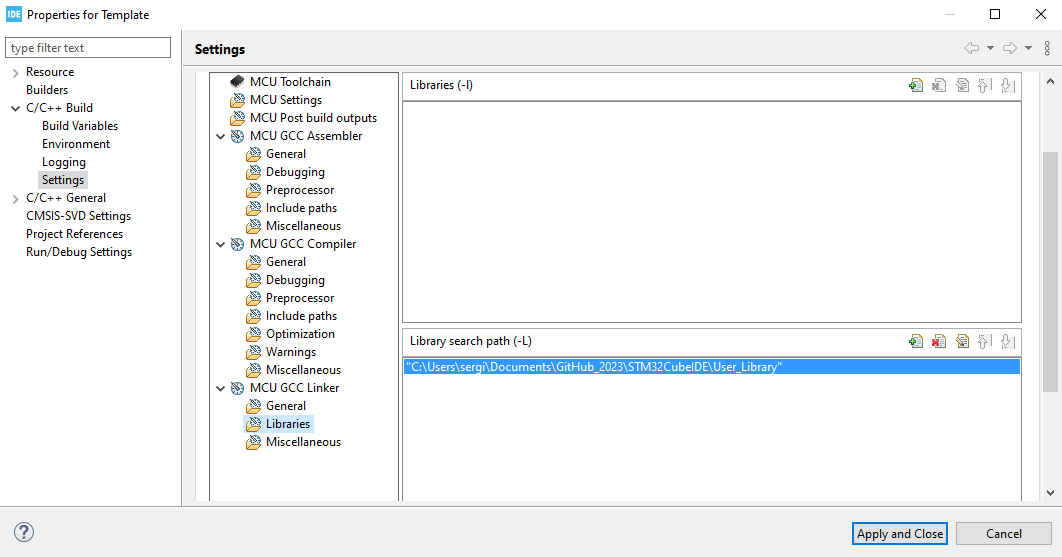 IDE Properties for Template
type filter text
Resource
Builders
C/C++ Build
Build Variables
Environment
Logging
Settings
C/C++ General
CMSIS-SVD Settings
Project References
Run/Debug Settings
Settings
MCU Toolchain
MCU Settings
MCU Post build outputs
MCU GCC Assembler
General
Debugging
Preprocessor
Include paths
Miscellaneous
MCU GCC Compiler
General
Debugging
Preprocessor
Include paths
Optimization
Warnings
Miscellaneous
MCU GCC Linker
General
Libraries
Miscellaneous
Libraries (-l)
Library search path (-L)
"C:\Users\sergi\Documents\GitHub_2023\STM32CubeIDE\User_Library"
?
Apply and Close
Cancel